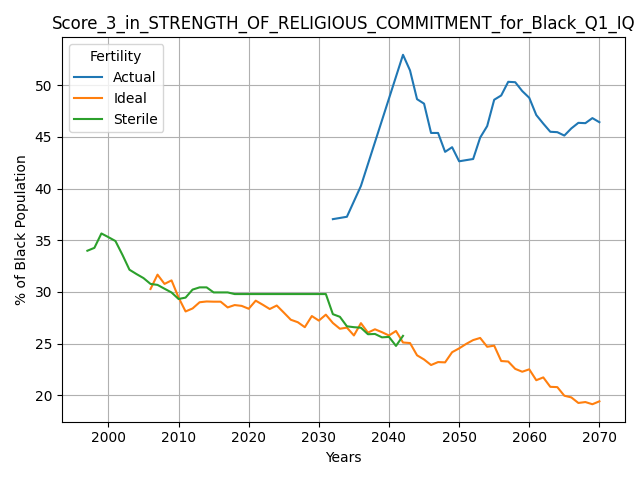 Score_3_in_STRENGTH_OF_RELIGIOUS_COMMITMENT_for_Black_Q1_IQ
Fertility
Actual
Ideal
Sterile
% of Black Population
50
45
40
35
30
25
20
2000
2010
2020
2030
2040
2050
2060
2070
Years